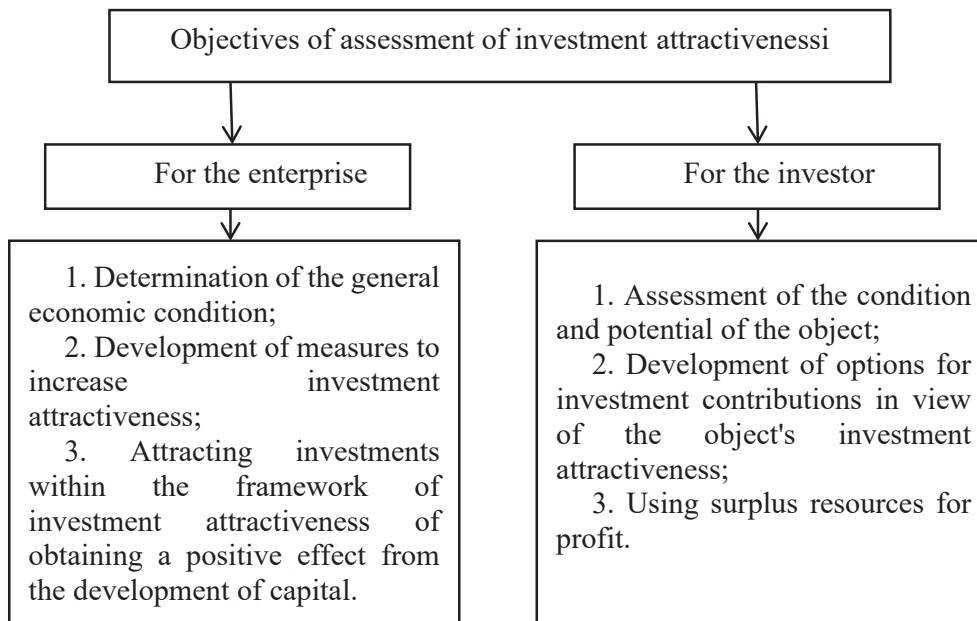 Objectives of assessment of investment attractivenessi
For the enterprise
For the investor
1. Determination of the general
economic condition;
2. Development of measures to
increase investment
attractiveness;
3. Attracting investments
within the framework of
investment attractiveness of
obtaining a positive effect from
the development of capital.
1. Assessment of the condition
and potential of the object;
2. Development of options for
investment contributions in view
of the object's investment
attractiveness;
3. Using surplus resources for
profit.